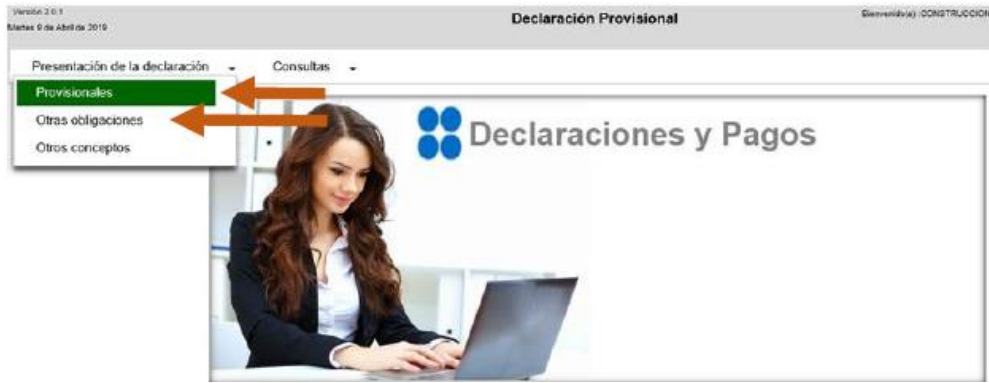 Versión 2.0.1
Martes 9 de Abril de 2019
Declaración Provisional
Bienvenido(a) :CONSTRUCCION
Presentación de la declaración Consultas
Provisionales
Otras obligaciones
Otros conceptos
Declaraciones y Pagos